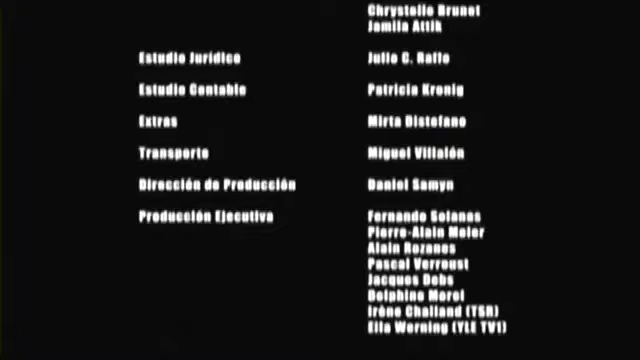 Chrystelle Brunet
Jamila Attik
Estudio Jurídico Julio C. Raffo
Estudio Contable Patricia Kronig
Extras Mirta Distefano
Transporte Miguel Villalón
Dirección de Producción Daniel Samyn
Producción Ejecutiva Fernando Solanas
Pierre-Alain Meier
Alain Rozanes
Pascal Verroust
Jacques Debs
Delphine Morel
Irène Challand (TSR)
Ella Werning (YLE TV1)